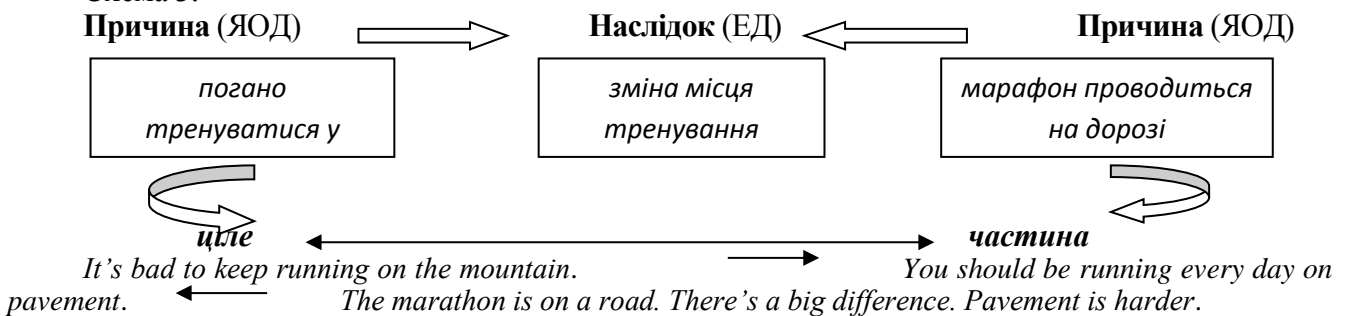 Причина (ЯОД) Наслідок (ЕД) Причина (ЯОД)
погано зміна місця марафон проводиться
тренуватися у тренування на дорозі
ціле частина
It's bad to keep running on the mountain. You should be running every day on
pavement. The marathon is on a road. There's a big difference. Pavement is harder.